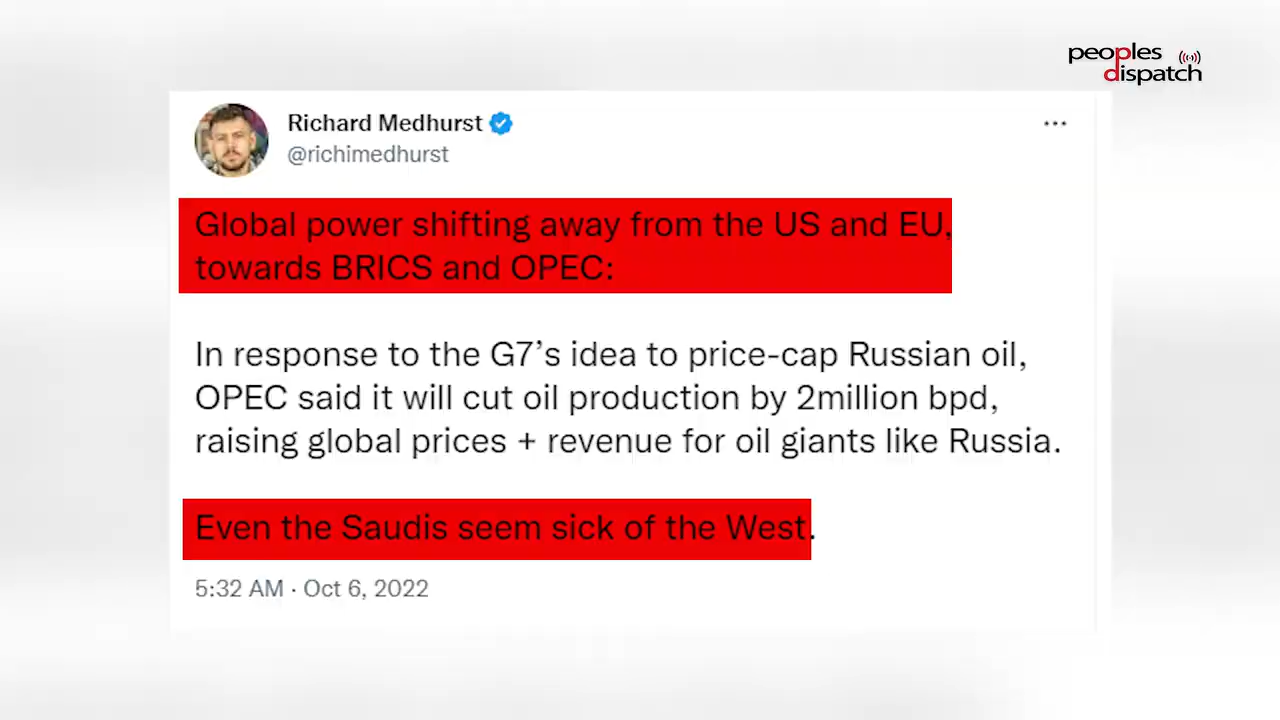 peoples
dispatch
Richard Medhurst
@richimedhurst
Global power shifting away from the US and EU,
towards BRICS and OPEC:
In response to the G7’s idea to price-cap Russian oil,
OPEC said it will cut oil production by 2million bpd,
raising global prices + revenue for oil giants like Russia.
Even the Saudis seem sick of the West.
5:32 AM · Oct 6, 2022